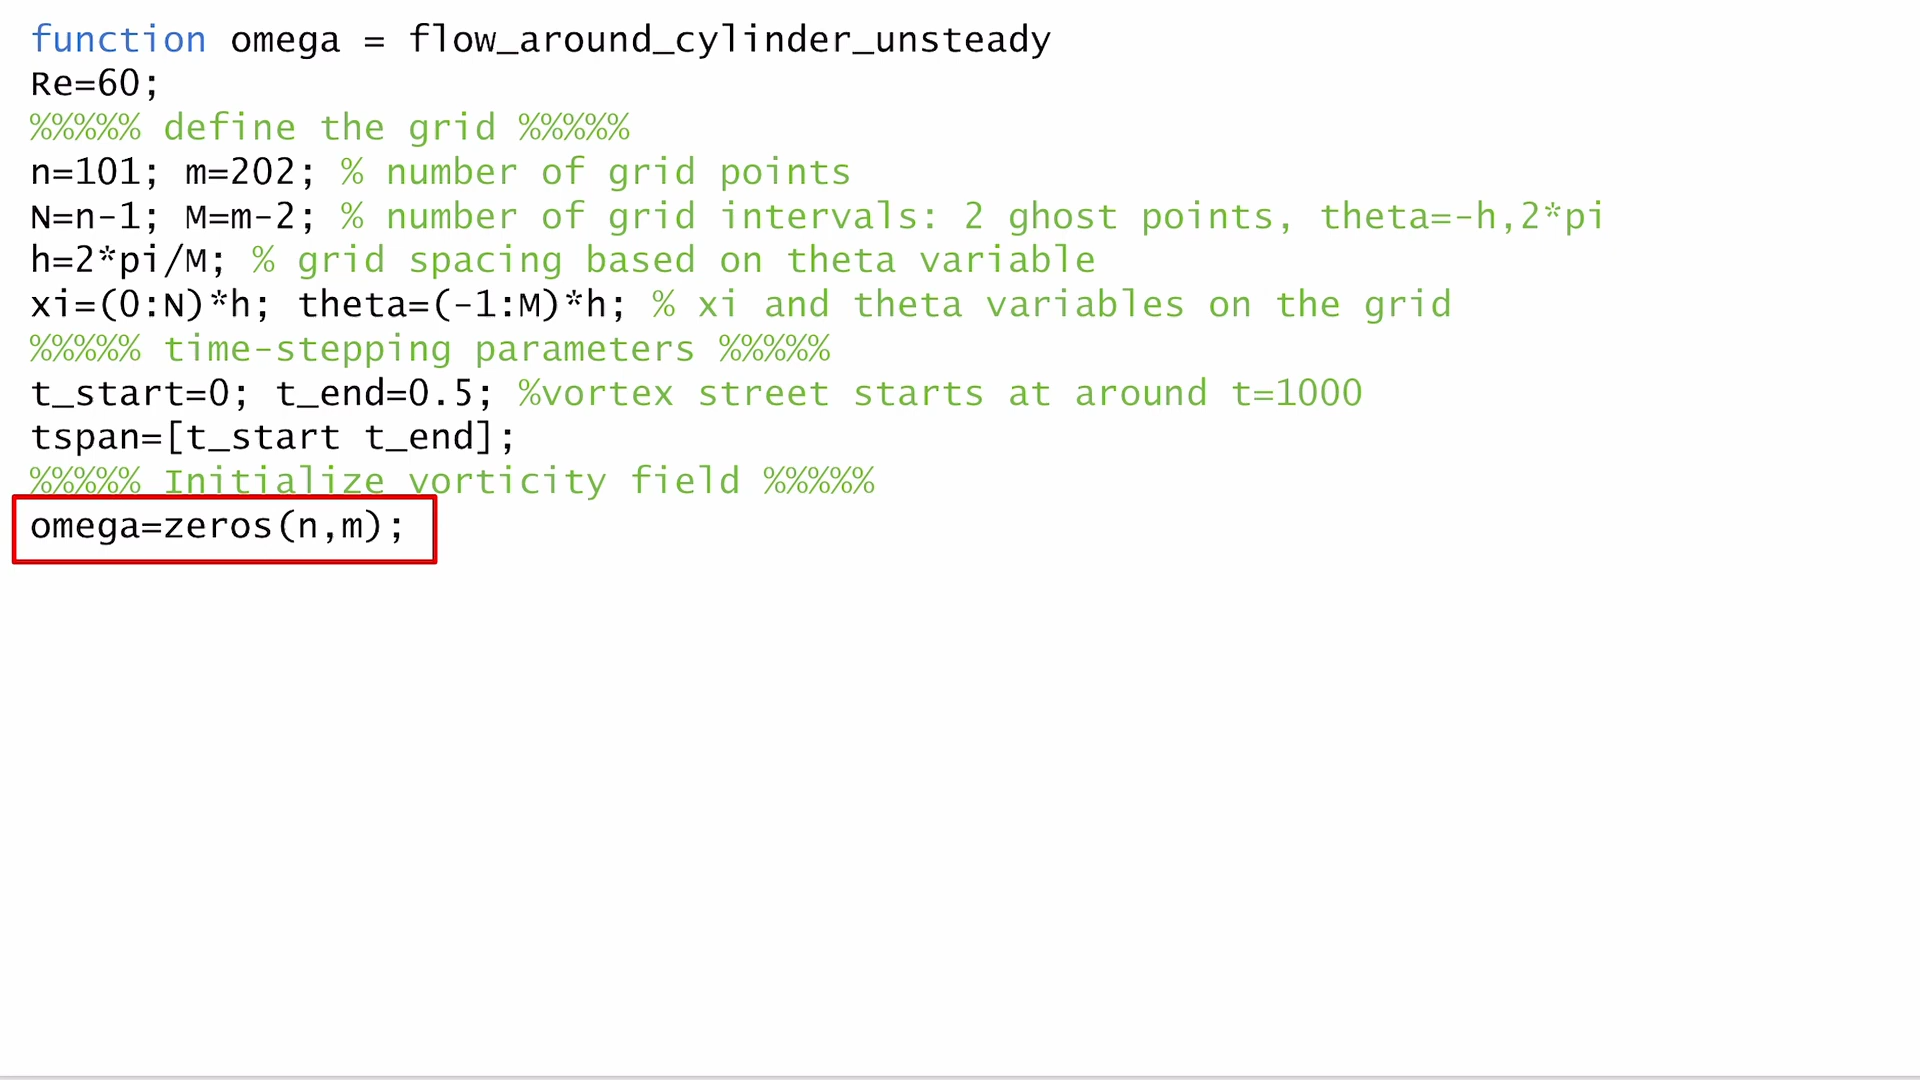 function omega = flow_around_cylinder_unsteady
Re=60;
%%%%% define the grid %%%%%
n=101; m=202; % number of grid points
N=n-1; M=m-2; % number of grid intervals: 2 ghost points, theta=-h,2*pi
h=2*pi/M; % grid spacing based on theta variable
xi=(0:N)*h; theta=(-1:M)*h; % xi and theta variables on the grid
%%%%% time-stepping parameters %%%%%
t_start=0; t_end=0.5; %vortex street starts at around t=1000
tspan=[t_start t_end];
%%%%% Initialize vorticity field %%%%%
omega=zeros(n,m);